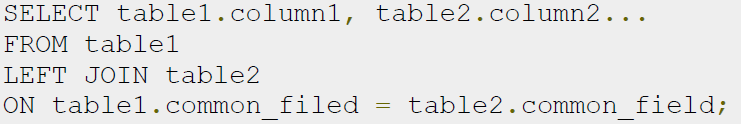 SELECT table1.column1, table2.column2...
FROM table1
LEFT JOIN table2
ON table1.common_filed = table2.common_field;